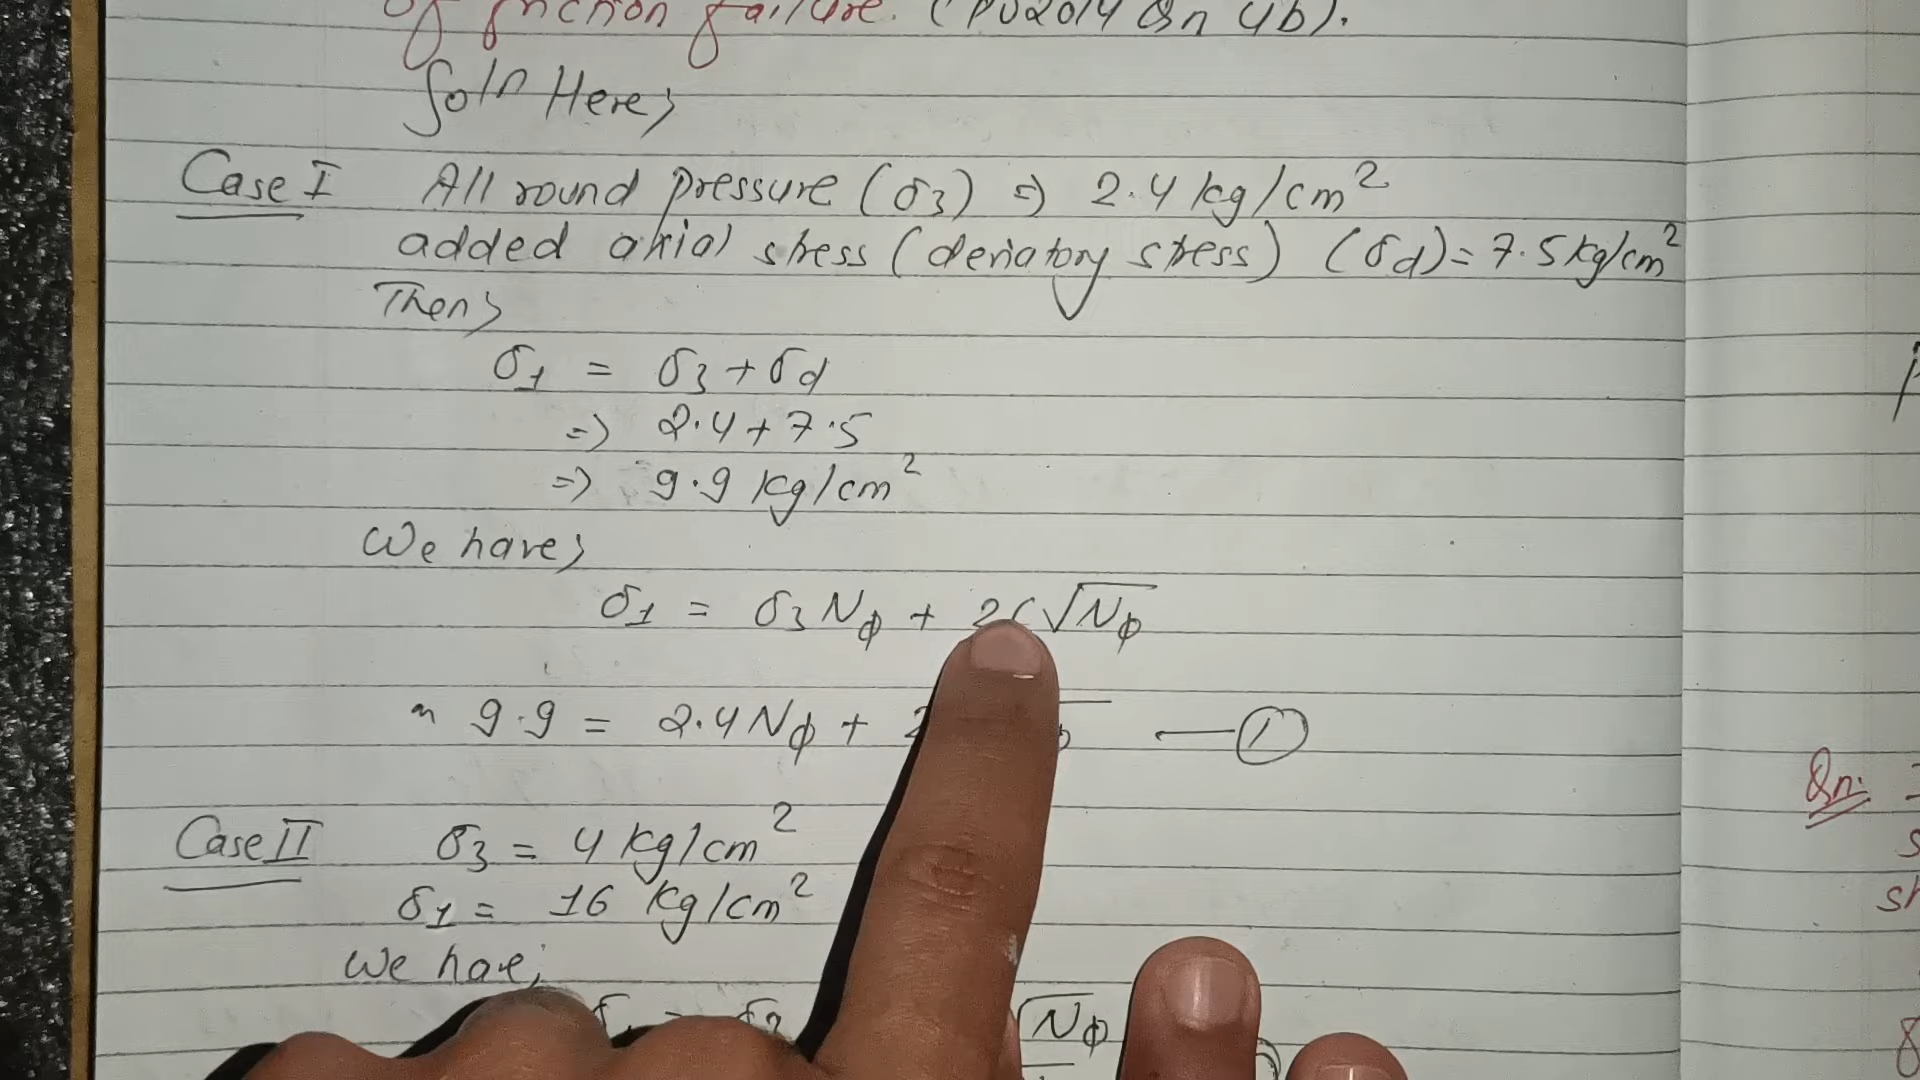 of friction failure. (PU2014 Qn 4b).
Soln Here,
Case I All round pressure (σ3) => 2.4 kg/cm²
added axial stress (deviatory stress) (σd) = 7.5 kg/cm²
Then,
σ1 = σ3 + σd
=> 2.4 + 7.5
=> 9.9 kg/cm²
We have,
σ1 = σ3 Nφ + 2C√Nφ
9.9 = 2.4 Nφ + — ①
Case II σ3 = 4 kg/cm²
σ1 = 16 kg/cm²
We have,
√Nφ
Qn: